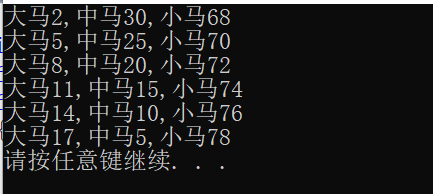 大马2,中马30,小马68
大马5,中马25,小马70
大马8,中马20,小马72
大马11,中马15,小马74
大马14,中马10,小马76
大马17,中马5,小马78
请按任意键继续. . .